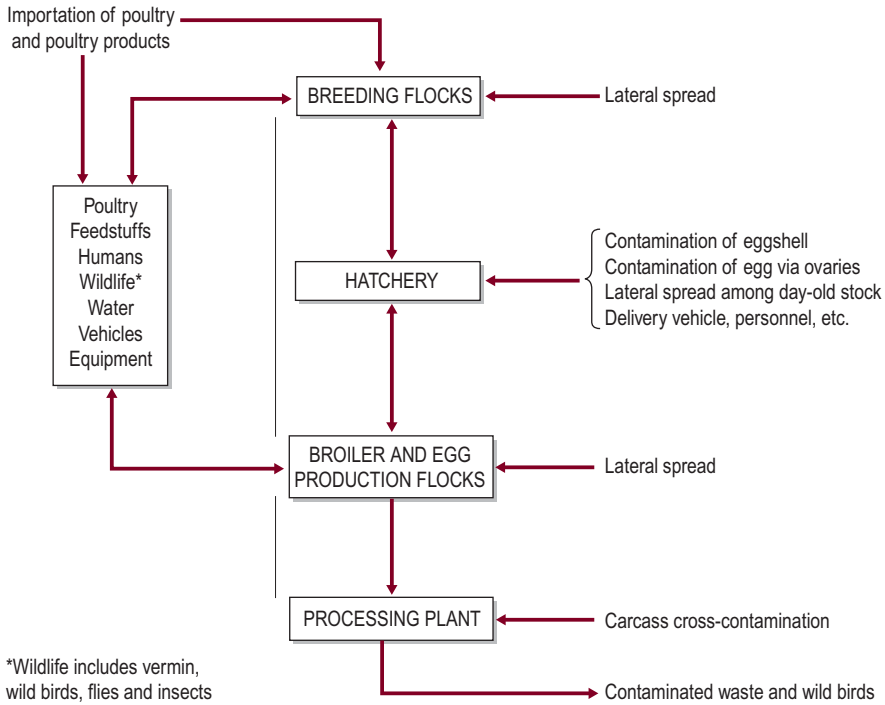 Importation of poultry
and poultry products
BREEDING FLOCKS
Lateral spread
Poultry
Feedstuffs
Humans
Wildlife*
Water
Vehicles
Equipment
HATCHERY
Contamination of eggshell
Contamination of egg via ovaries
Lateral spread among day-old stock
Delivery vehicle, personnel, etc.
BROILER AND EGG
PRODUCTION FLOCKS
Lateral spread
PROCESSING PLANT
Carcass cross-contamination
*Wildlife includes vermin,
wild birds, flies and insects
Contaminated waste and wild birds